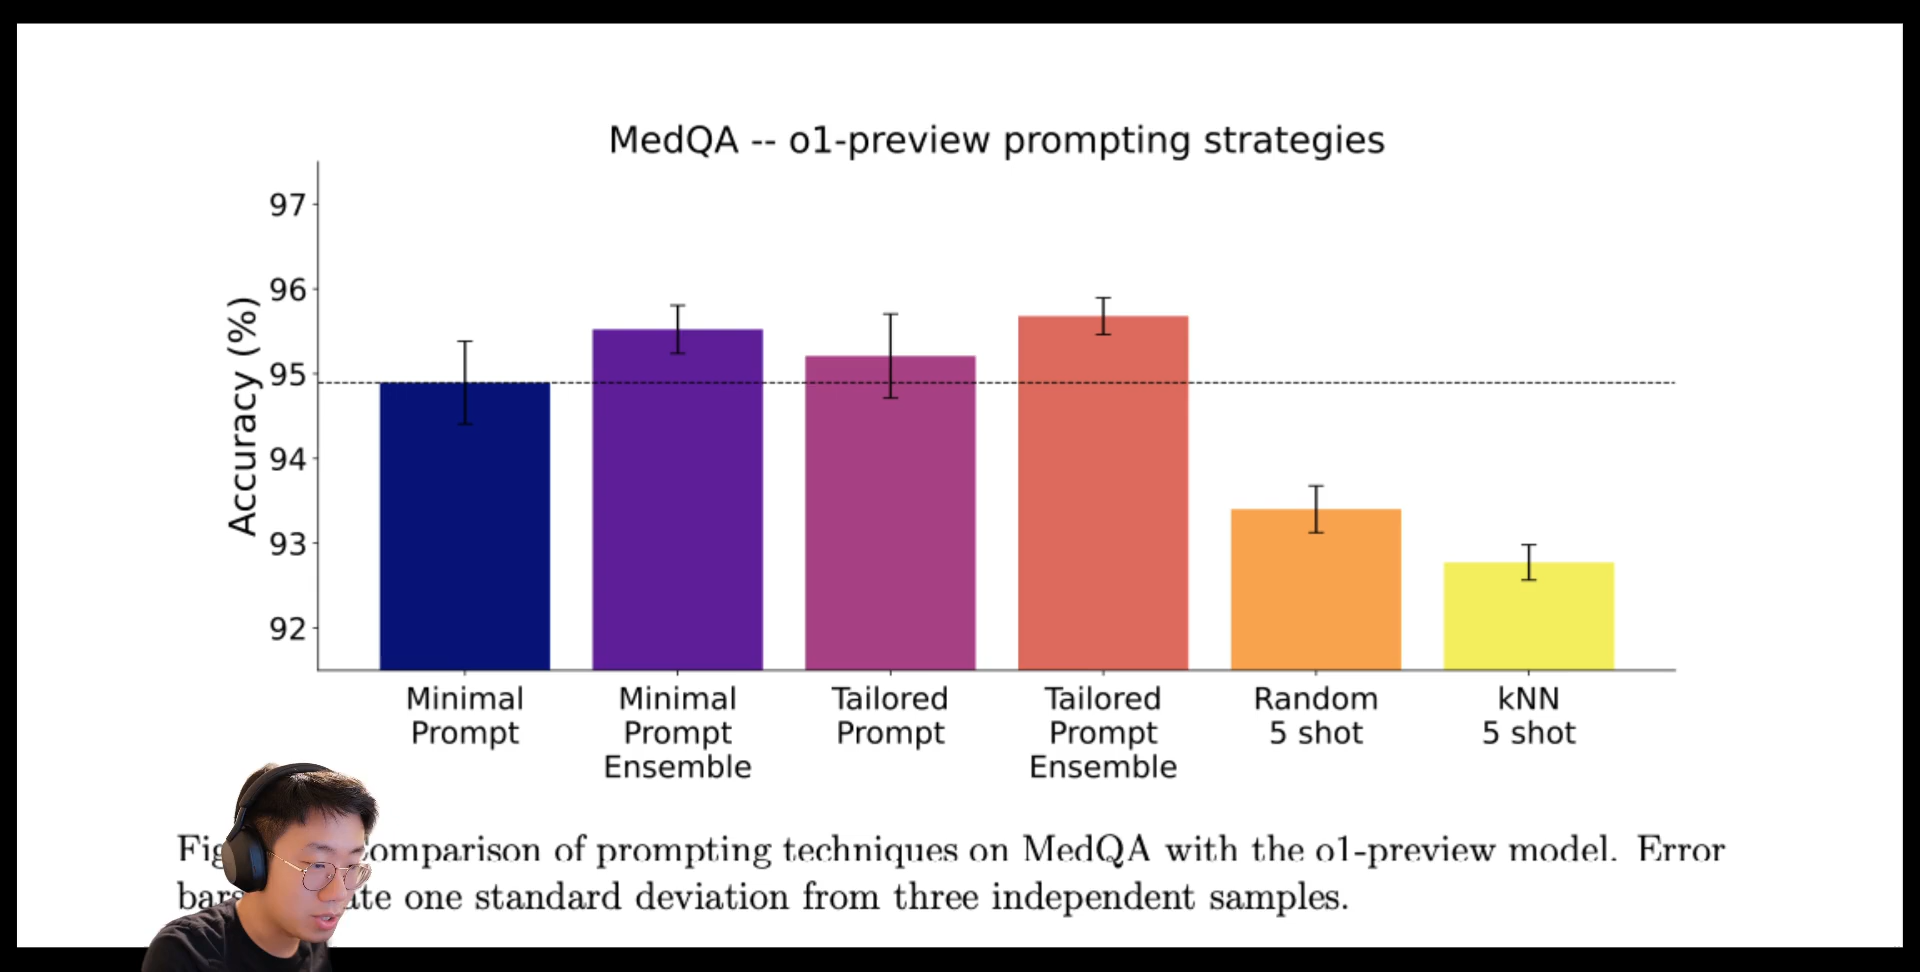 MedQA -- o1-preview prompting strategies
Accuracy (%)
97
96
95
94
93
92
Minimal Prompt
Minimal Prompt Ensemble
Tailored Prompt
Tailored Prompt Ensemble
Random 5 shot
kNN 5 shot
of prompting techniques on MedQA with the o1-preview model. Error
one standard deviation from three independent samples.